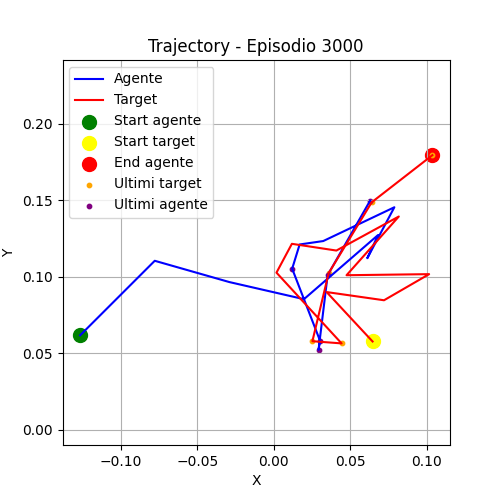 Trajectory - Episodio 3000
Agente
Target
Start agente
Start target
End agente
Ultimi target
Ultimi agente
Y
0.20
0.15
0.10
0.05
0.00
−0.10
−0.05
0.00
0.05
0.10
X